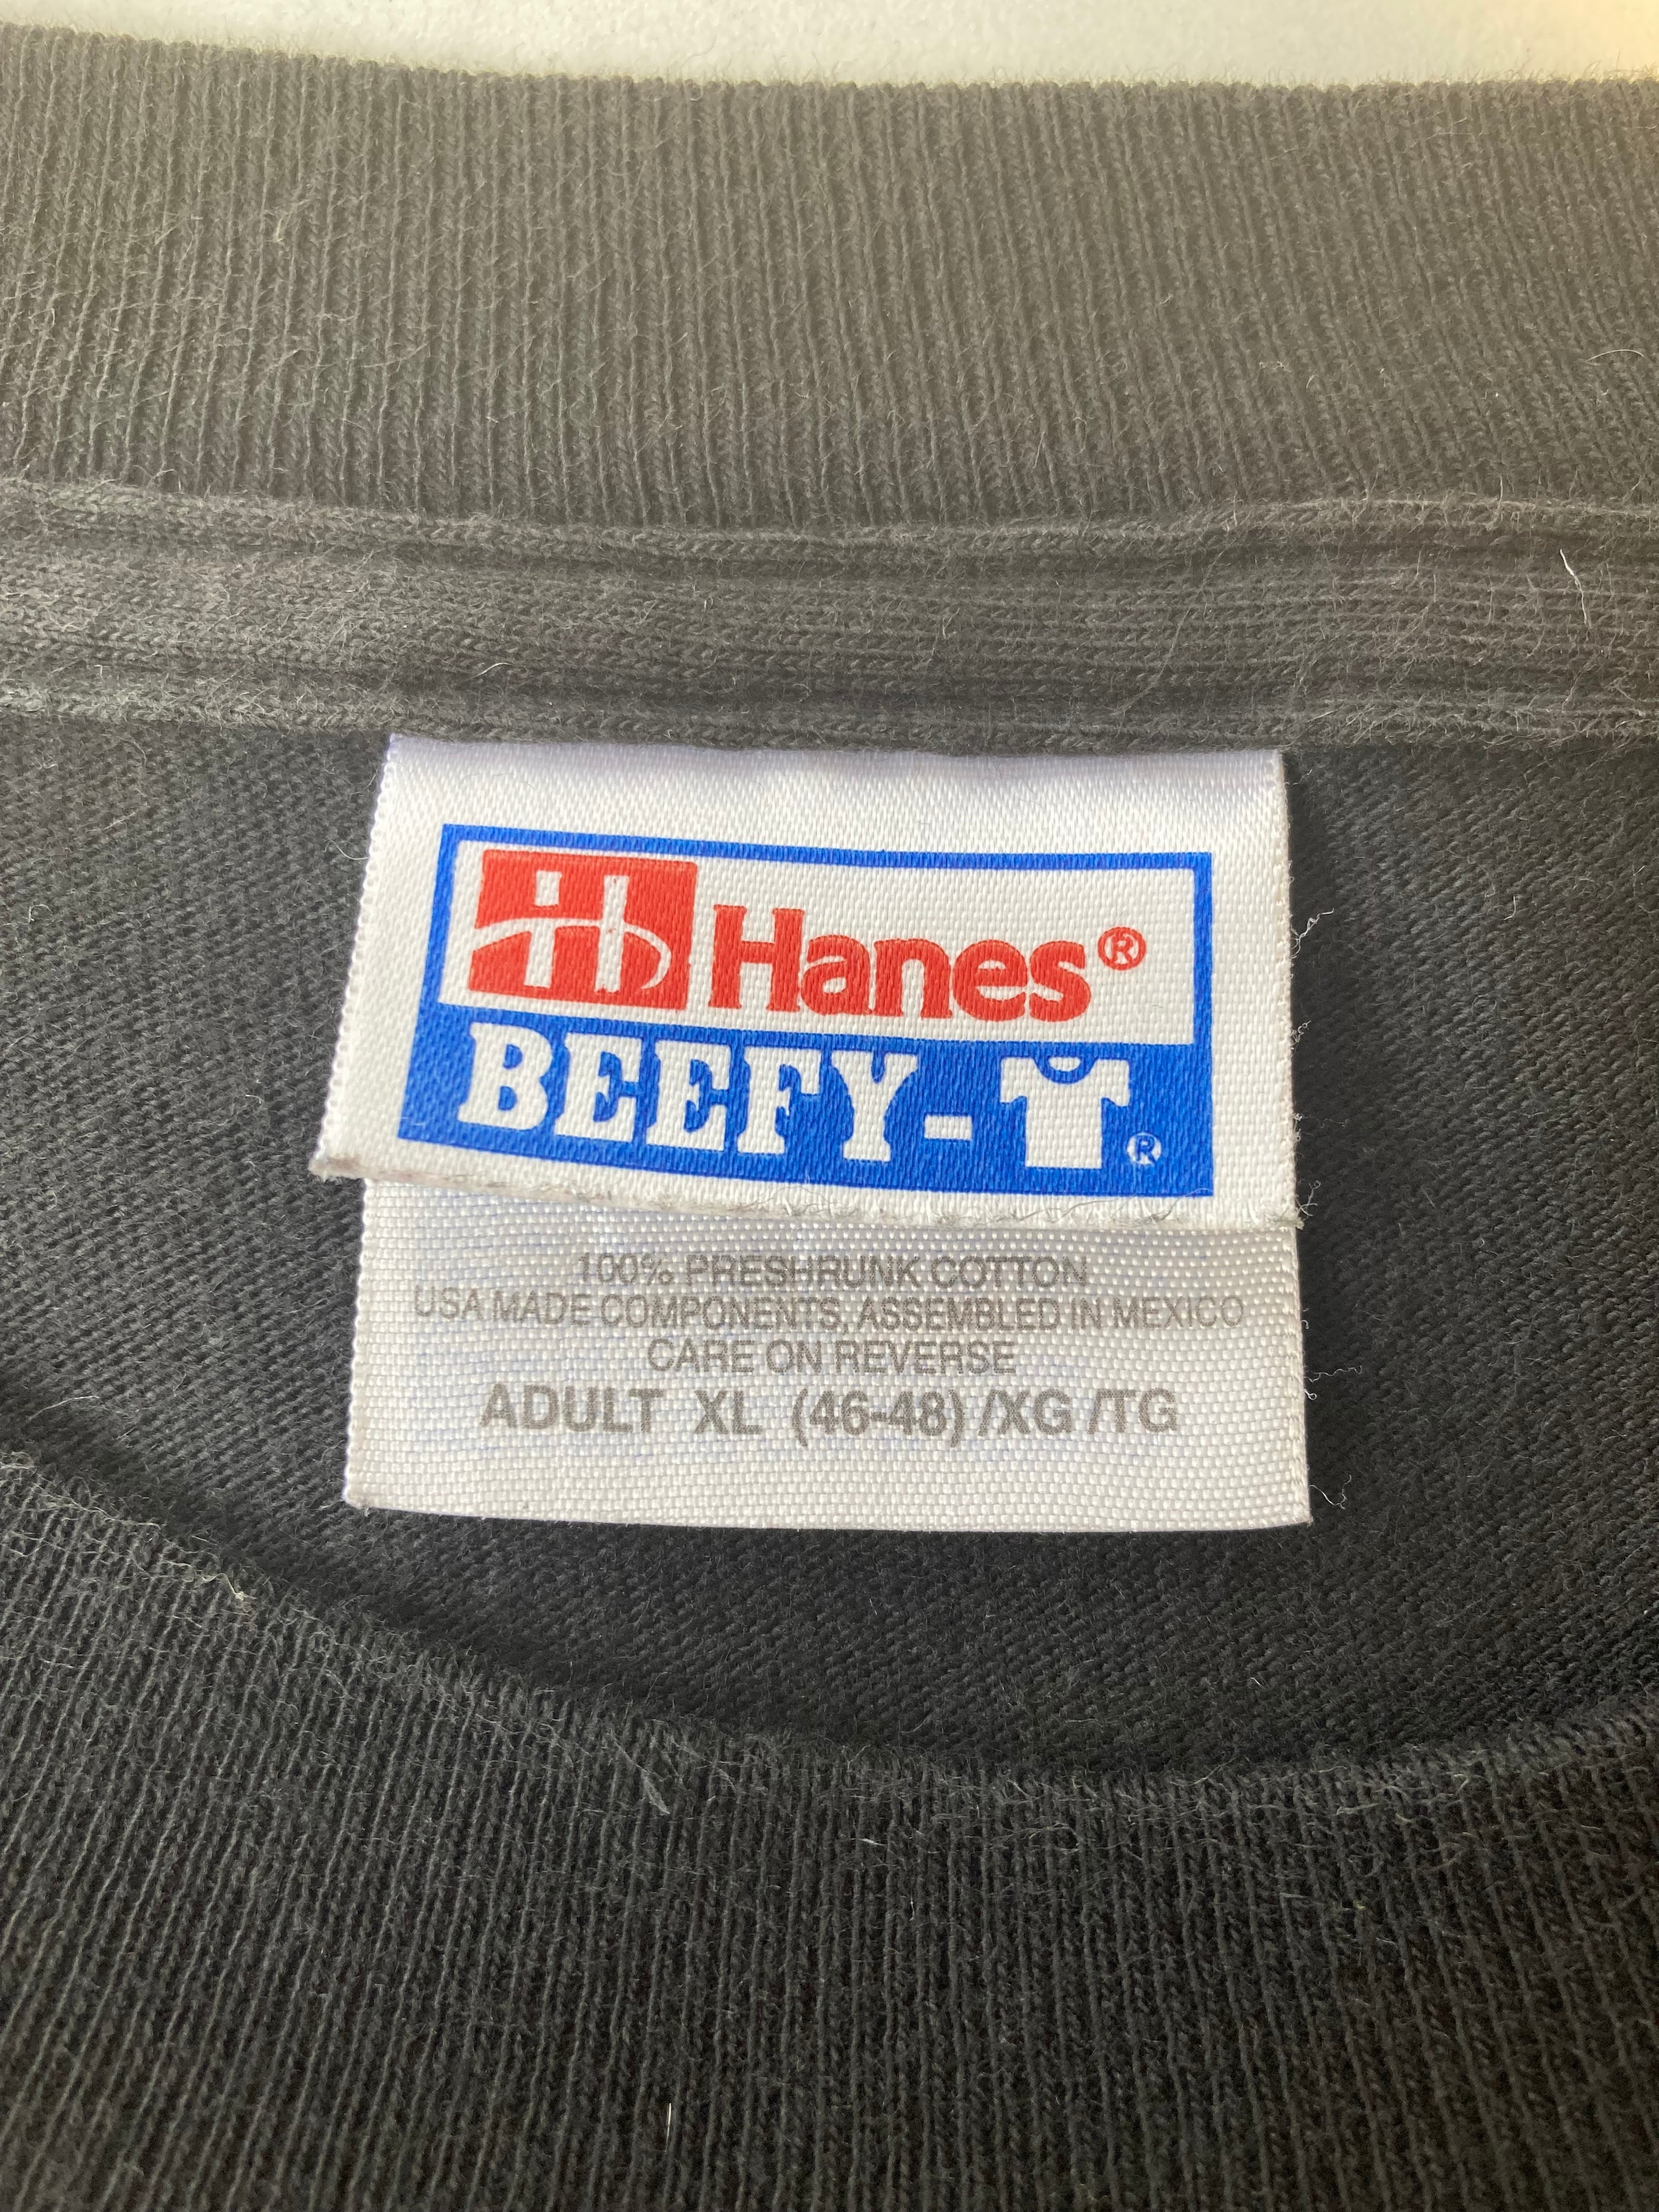 H Hanes®
BEEFY-T®
100% PRESHRUNK COTTON
USA MADE COMPONENTS, ASSEMBLED IN MEXICO
CARE ON REVERSE
ADULT XL (46-48) /XG /TG